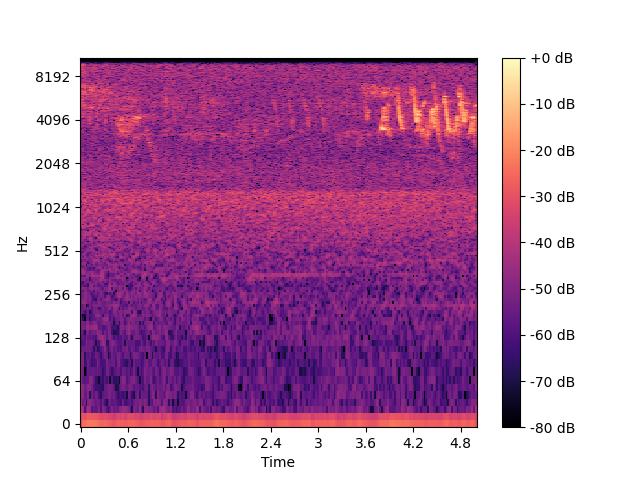 8192
4096
2048
1024
512
256
128
64
0
Hz
0
0.6
1.2
1.8
2.4
3
3.6
4.2
4.8
Time
+0 dB
-10 dB
-20 dB
-30 dB
-40 dB
-50 dB
-60 dB
-70 dB
-80 dB